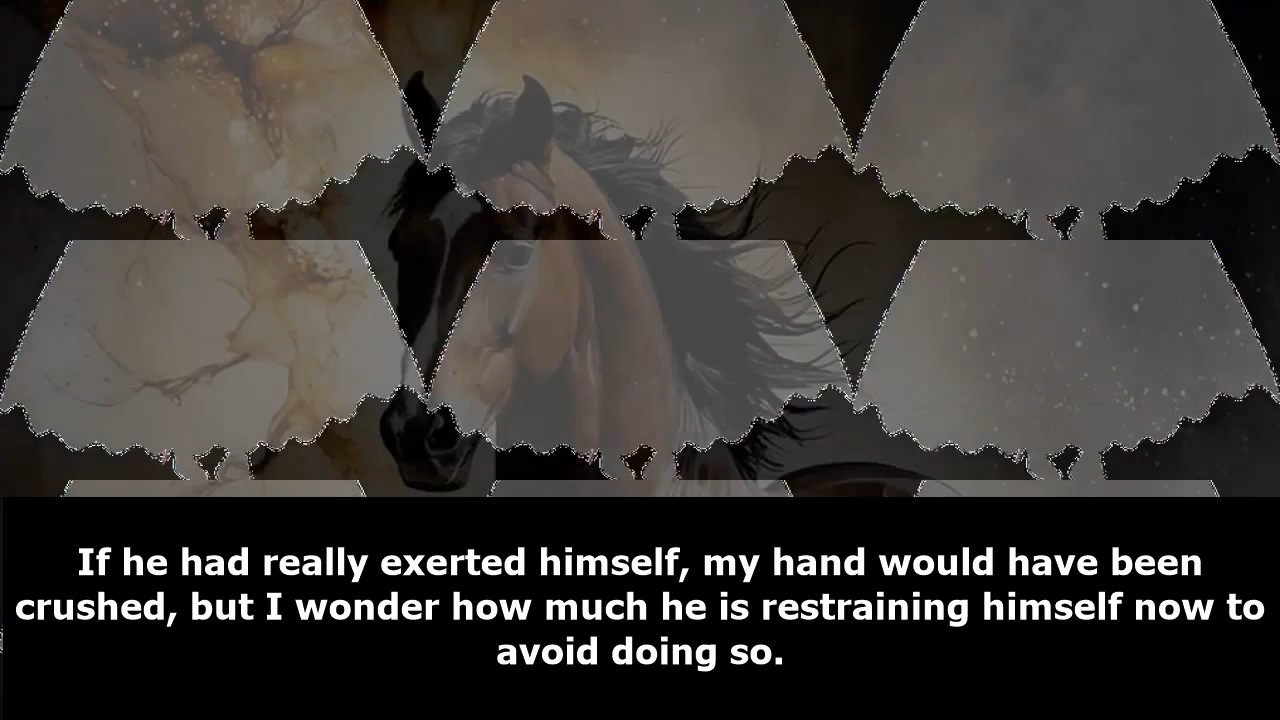 If he had really exerted himself, my hand would have been
crushed, but I wonder how much he is restraining himself now to
avoid doing so.